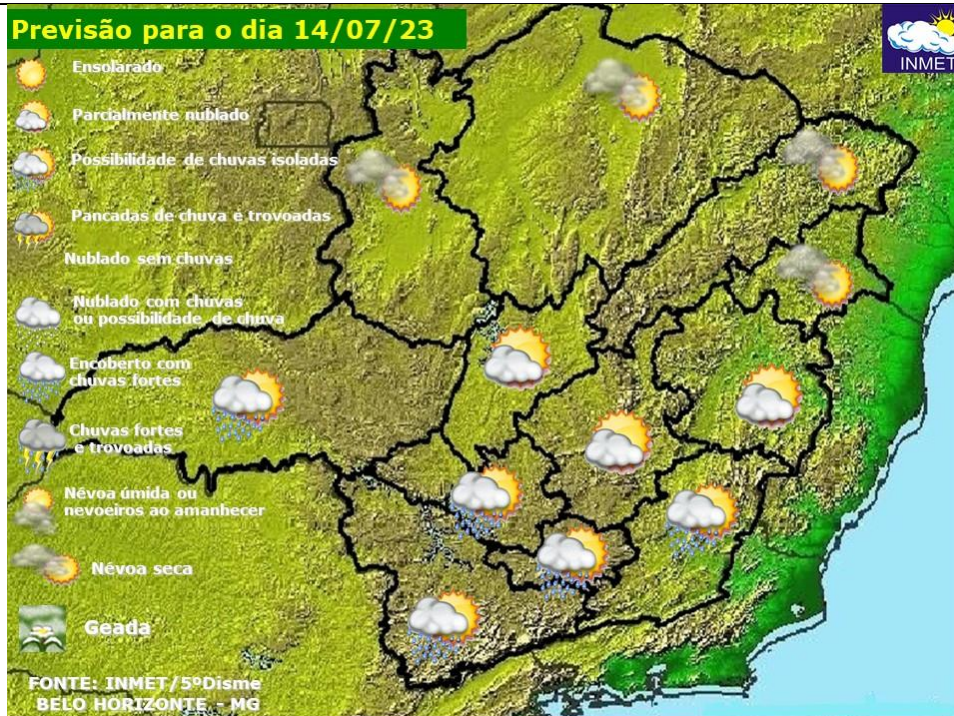 Previsão para o dia 14/07/23
INMET
Ensolarado
Parcialmente nublado
Possibilidade de chuvas isoladas
Pancadas de chuva e trovoadas
Nublado sem chuvas
Nublado com chuvas
ou possibilidade de chuva
Encoberto com
chuvas fortes
Chuvas fortes
e trovoadas
Névoa úmida ou
nevoeiros ao amanhecer
Névoa seca
Geada
FONTE: INMET/5ºDisme
BELO HORIZONTE - MG